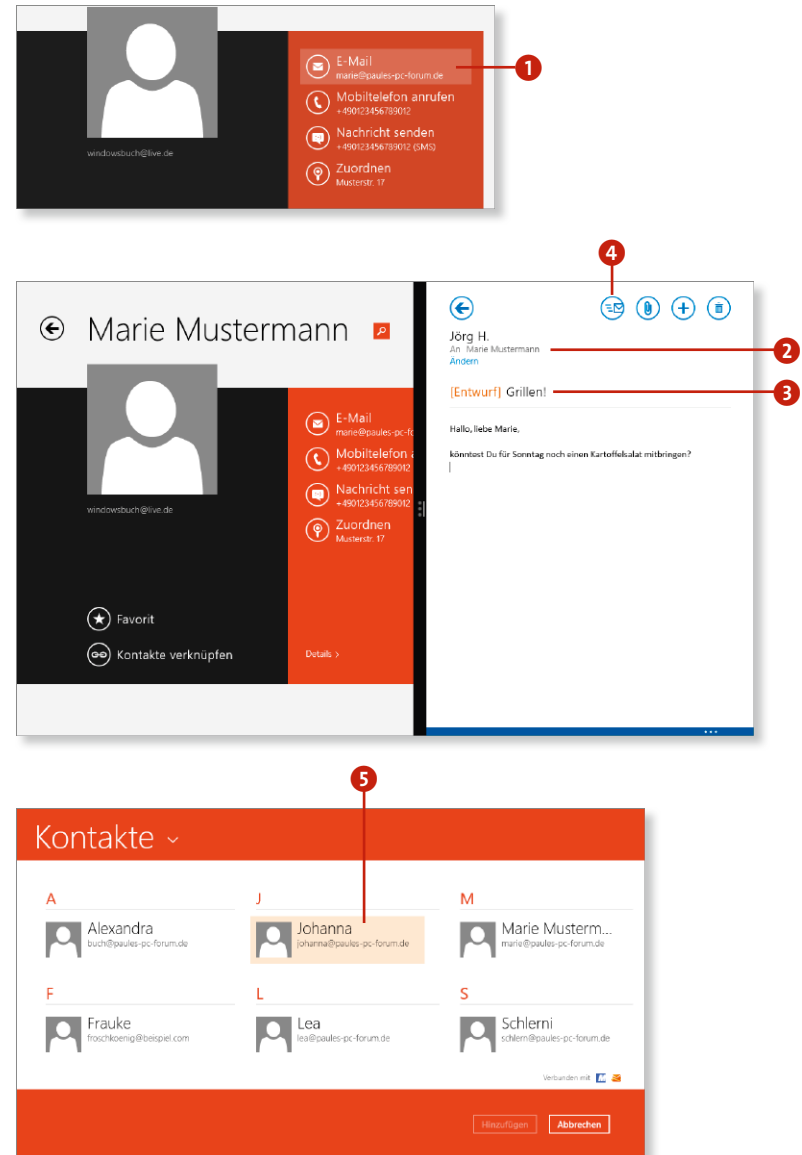 E-Mail
marie@paules-pc-forum.de
1
Mobiltelefon anrufen
+490123456789012
Nachricht senden
+490123456789012 (SMS)
Zuordnen
Musterstr. 17
windowsbuch@live.de
4
Marie Mustermann
Jörg H.
An Marie Mustermann
2
Ändern
[Entwurf] Grillen!
3
Hallo, liebe Marie,
könntest Du für Sonntag noch einen Kartoffelsalat mitbringen?
E-Mail
marie@paules-pc-fo
Mobiltelefon a
+490123456789012
Nachricht sen
+490123456789012
Zuordnen
Musterstr. 17
windowsbuch@live.de
Favorit
Kontakte verknüpfen
Details >
5
Kontakte
A
J
M
Alexandra
buch@paules-pc-forum.de
Johanna
johanna@paules-pc-forum.de
Marie Musterm...
marie@paules-pc-forum.de
F
L
S
Frauke
froschkoenig@beispiel.com
Lea
lea@paules-pc-forum.de
Schlerni
schlern@paules-pc-forum.de
Verbunden mit
Hinzufügen
Abbrechen